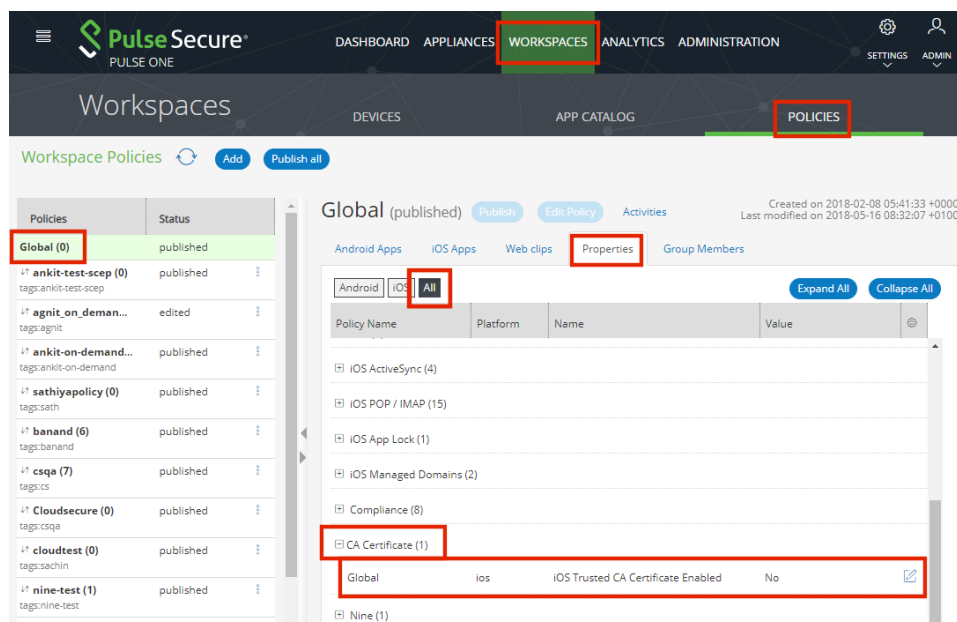 Pulse Secure®
PULSE ONE
DASHBOARD APPLIANCES WORKSPACES ANALYTICS ADMINISTRATION
SETTINGS ADMIN
Workspaces
DEVICES APP CATALOG POLICIES
Workspace Policies Add Publish all
Policies Status
Global (0) published
ankit-test-scep (0) published
tags:ankit-test-scep
agnit_on_deman... edited
tags:agnit
ankit-on-demand... published
tags:ankit-on-demand
sathiyapolicy (0) published
tags:sath
banand (6) published
tags:banand
csqa (7) published
tags:cs
Cloudsecure (0) published
tags:csqa
cloudtest (0) published
tags:sachin
nine-test (1) published
tags:nine-test
Global (published) Publish Edit Policy Activities
Created on 2018-02-08 05:41:33 +0000
Last modified on 2018-05-16 08:32:07 +0100
Android Apps iOS Apps Web clips Properties Group Members
Android iOS All Expand All Collapse All
Policy Name Platform Name Value
iOS ActiveSync (4)
iOS POP / IMAP (15)
iOS App Lock (1)
iOS Managed Domains (2)
Compliance (8)
CA Certificate (1)
Global ios iOS Trusted CA Certificate Enabled No
Nine (1)